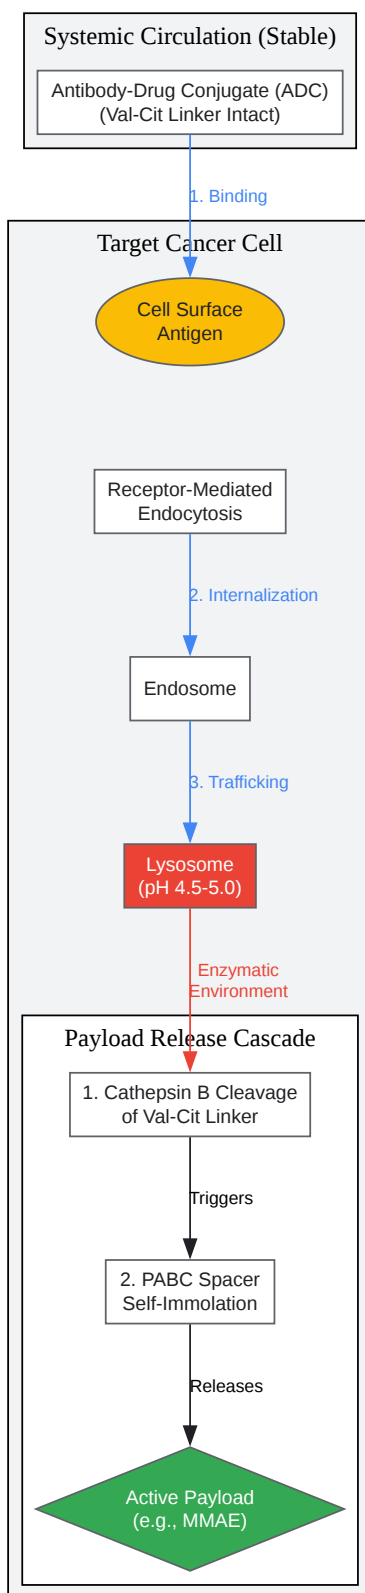 Systemic Circulation (Stable)
Antibody-Drug Conjugate (ADC)
(Val-Cit Linker Intact)
1. Binding
Target Cancer Cell
Cell Surface
Antigen
Receptor-Mediated
Endocytosis
2. Internalization
Endosome
3. Trafficking
Lysosome
(pH 4.5-5.0)
Enzymatic
Environment
Payload Release Cascade
1. Cathepsin B Cleavage
of Val-Cit Linker
Triggers
2. PABC Spacer
Self-Immolation
Releases
Active Payload
(e.g., MMAE)